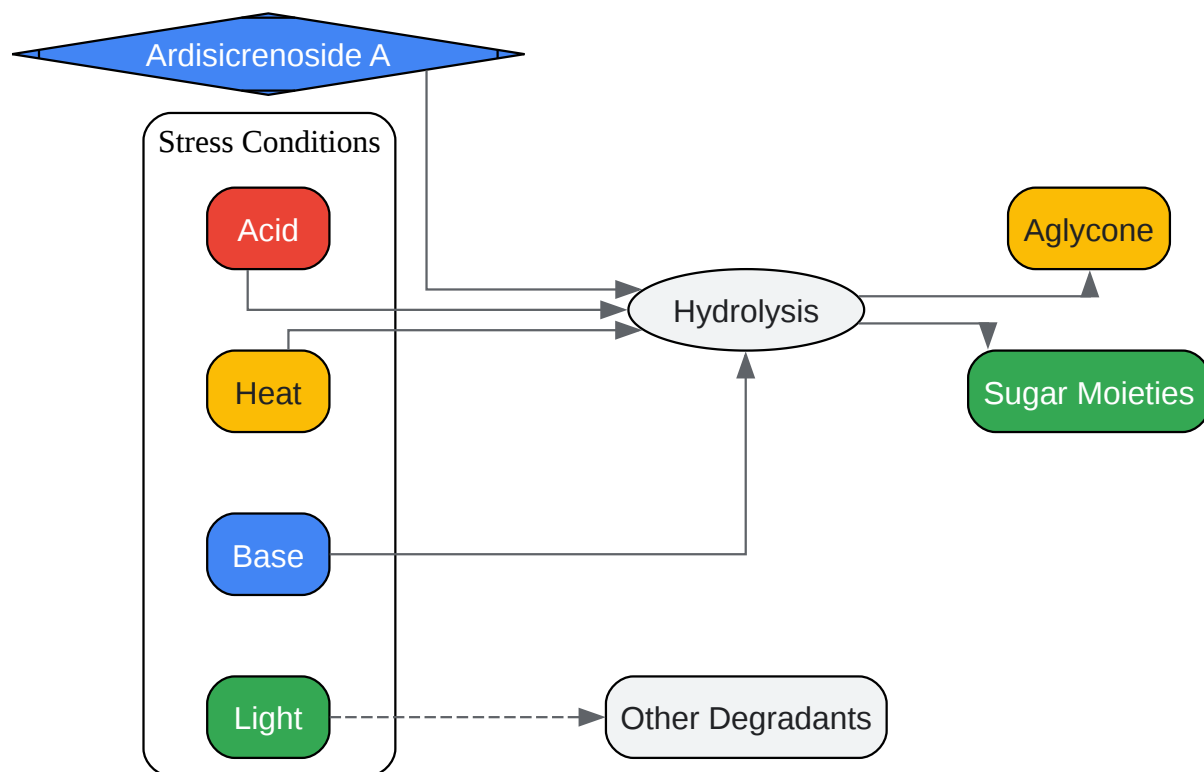 Ardisicrenoside A
Stress Conditions
Acid
Aglycone
Hydrolysis
Heat
Sugar Moieties
Base
Light
Other Degradants